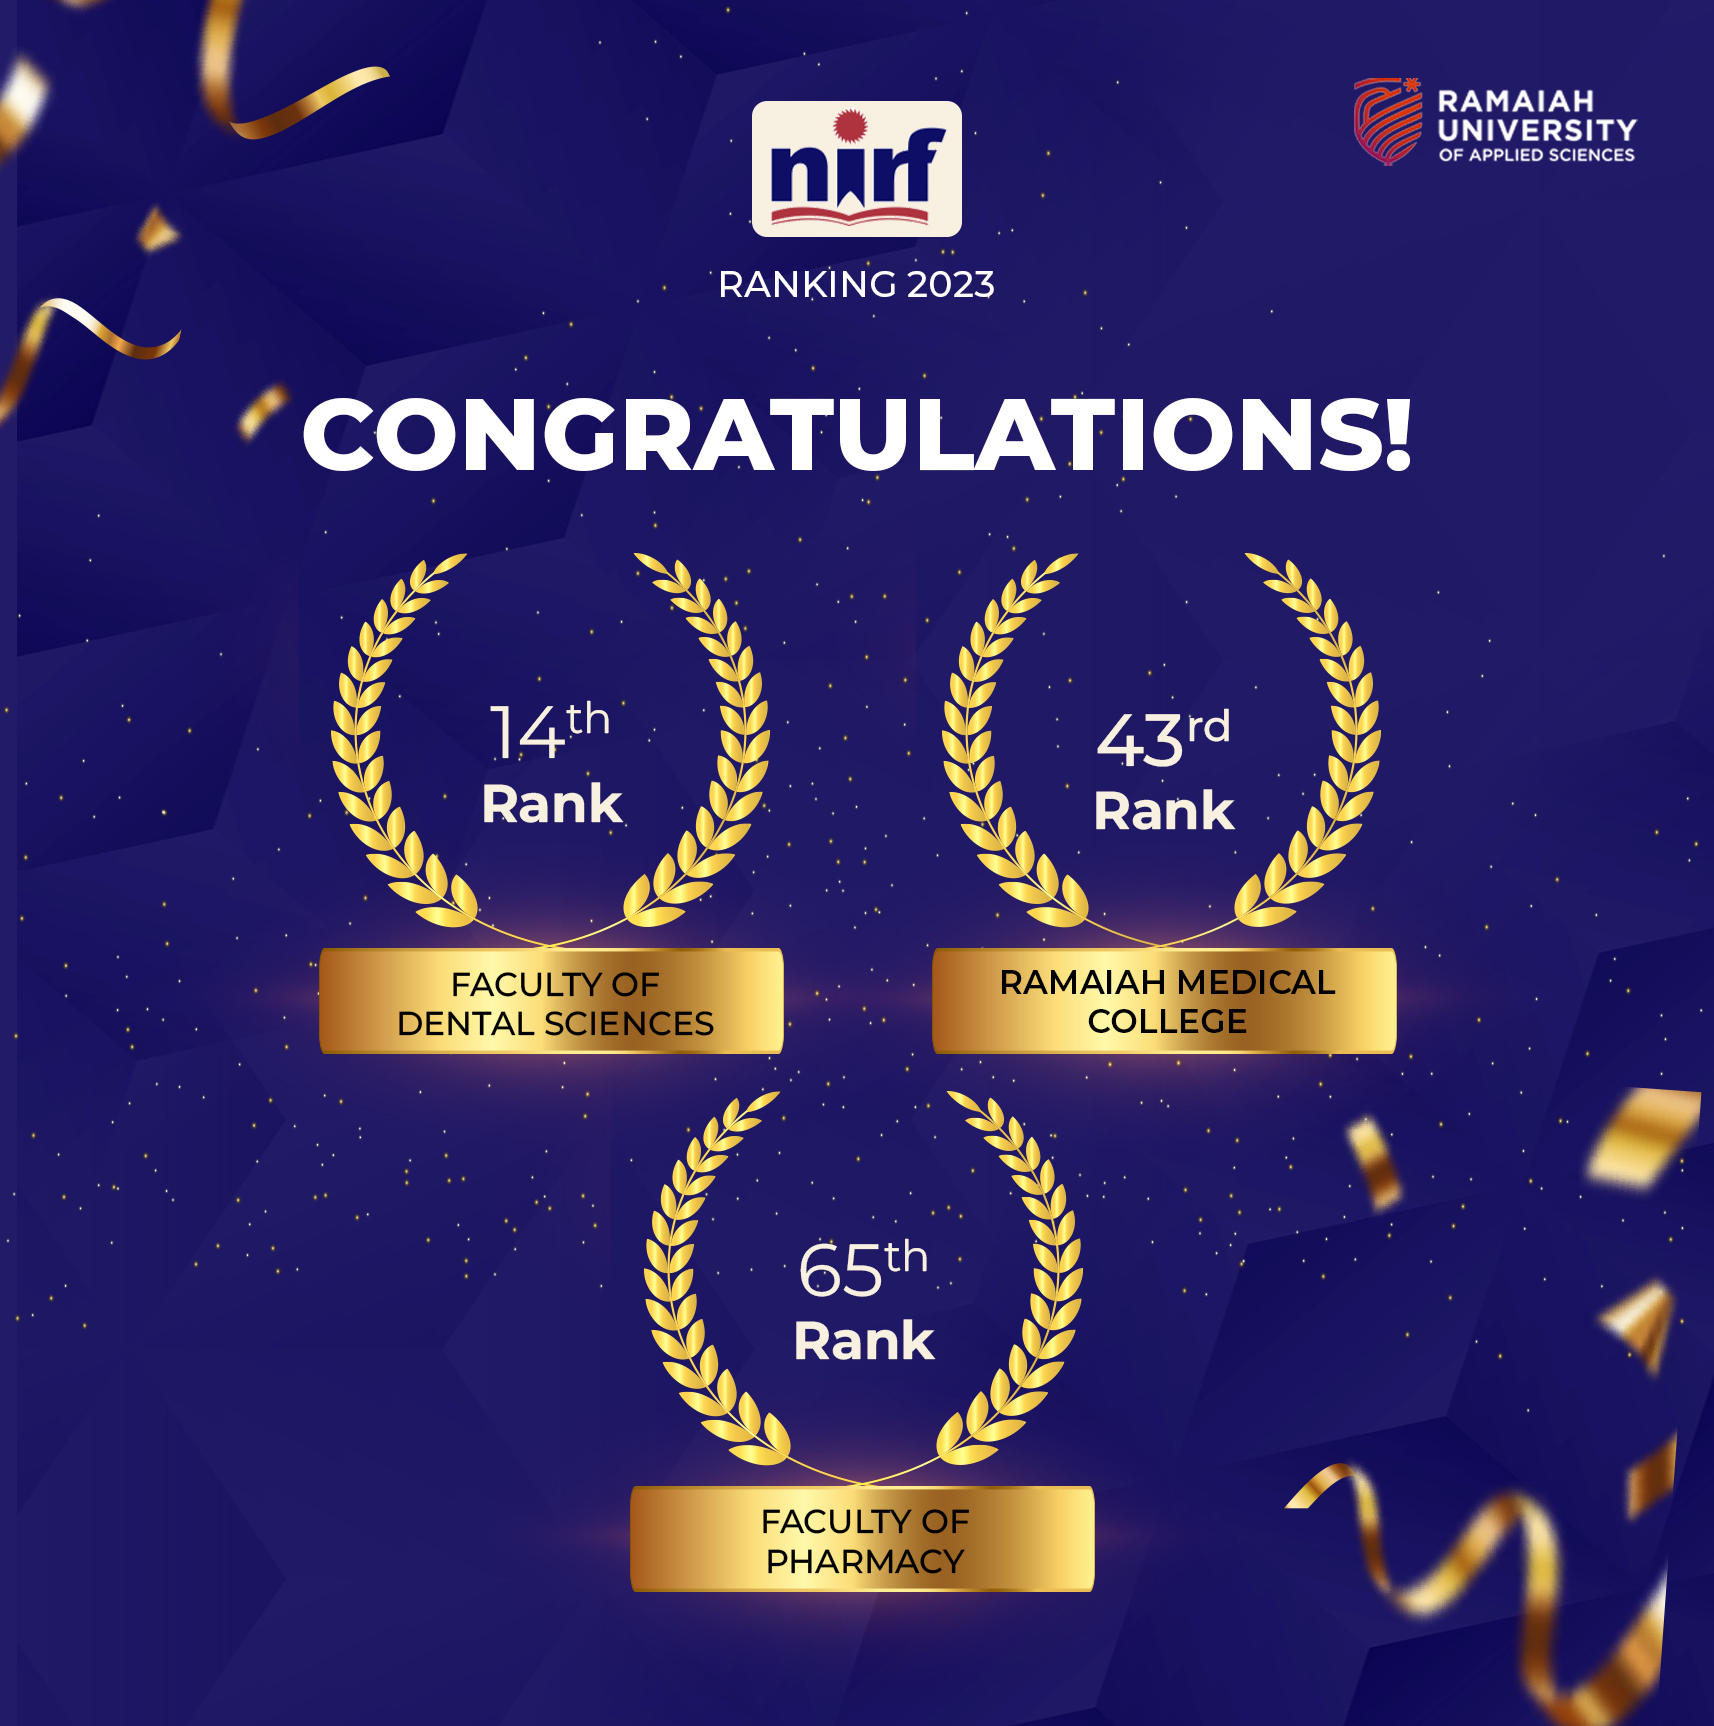 nirf
RAMAIAH
UNIVERSITY
OF APPLIED SCIENCES
RANKING 2023
CONGRATULATIONS!
14th
Rank
FACULTY OF
DENTAL SCIENCES
43rd
Rank
RAMAIAH MEDICAL
COLLEGE
65th
Rank
FACULTY OF
PHARMACY